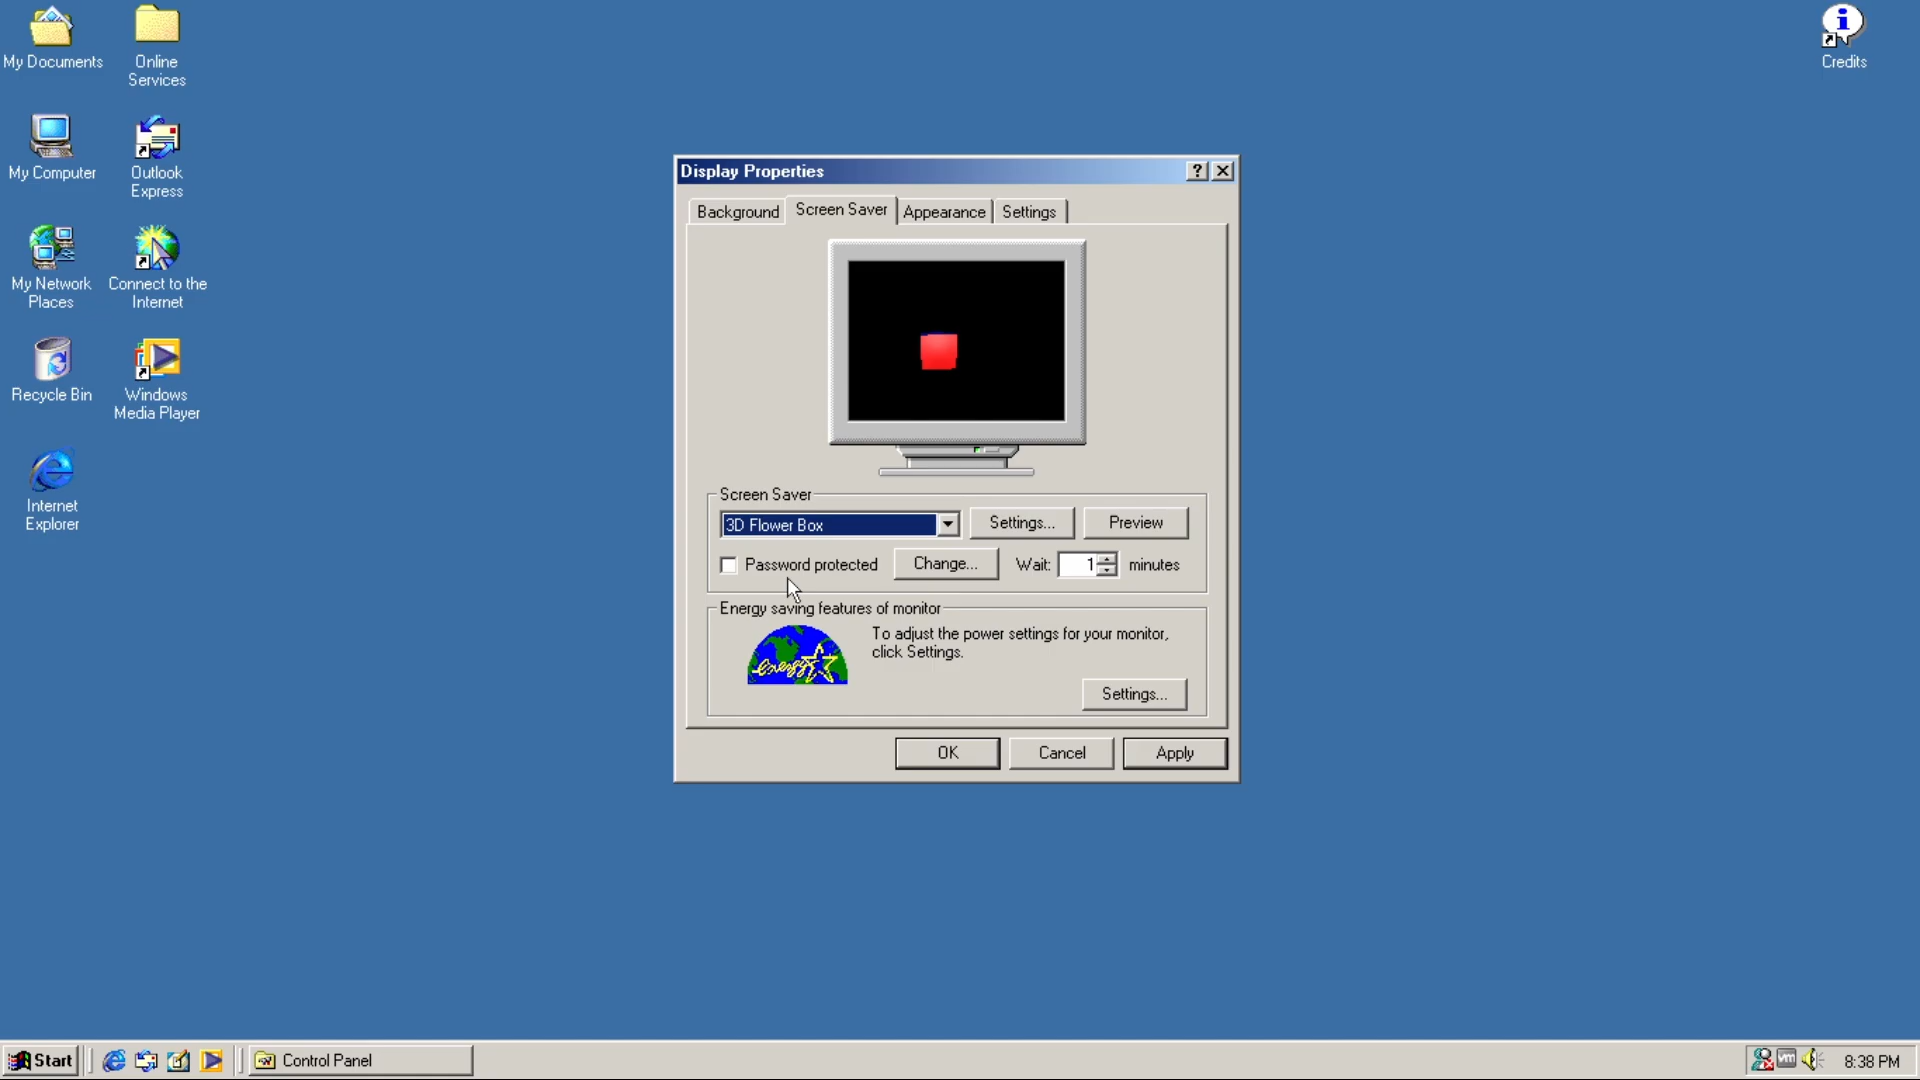 My Documents
Online
Services
Credits
My Computer
Outlook
Express
My Network
Places
Connect to the
Internet
Recycle Bin
Windows
Media Player
Internet
Explorer
Display Properties
?
Background
Screen Saver
Appearance
Settings
Screen Saver
3D Flower Box
Settings...
Preview
Password protected
Change...
Wait:
1
minutes
Energy saving features of monitor
energy
To adjust the power settings for your monitor,
click Settings.
Settings...
OK
Cancel
Apply
Start
Control Panel
vm
8:38 PM